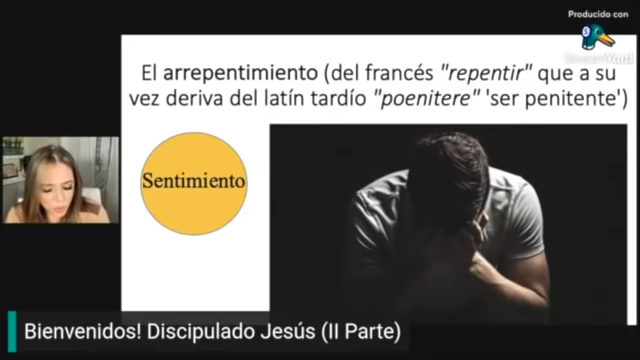 Producido con
StreamYard
El arrepentimiento (del francés "repentir" que a su
vez deriva del latín tardío "poenitere" 'ser penitente')
Sentimiento
Bienvenidos! Discipulado Jesús (II Parte)